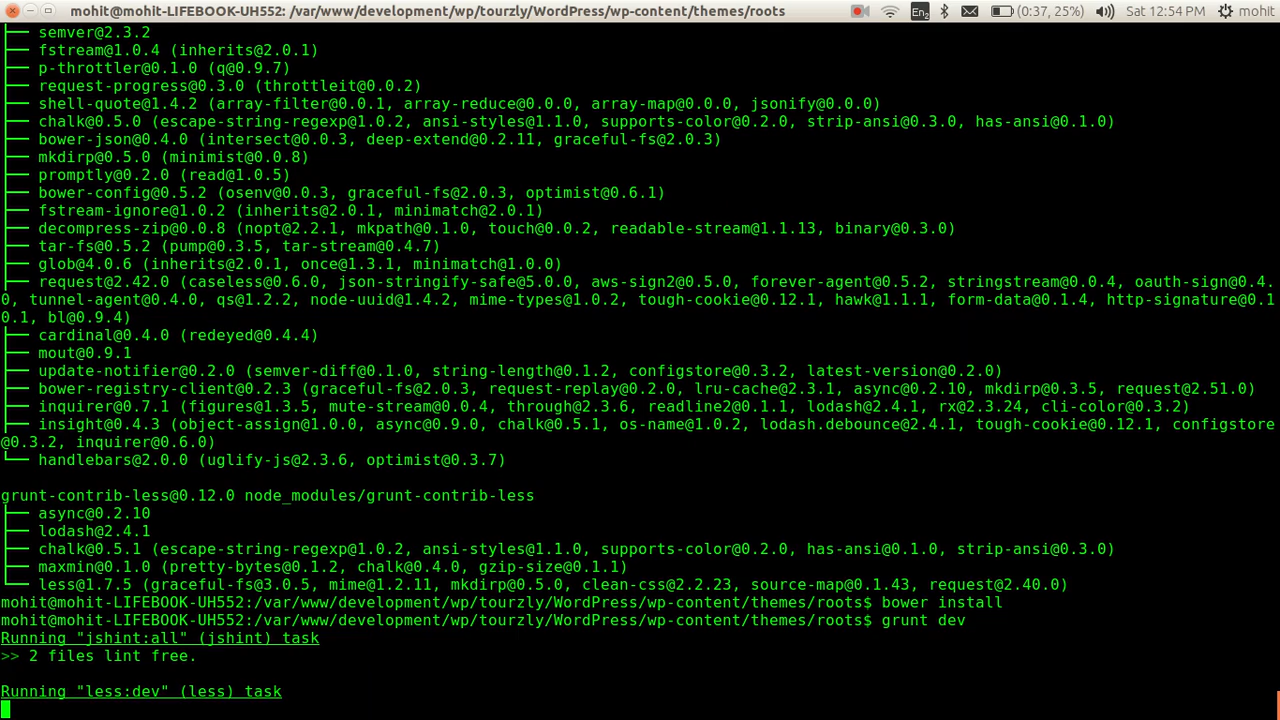 mohit@mohit-LIFEBOOK-UH552: /var/www/development/wp/tourzly/WordPress/wp-content/themes/roots En2 (0:37, 25%) Sat 12:54 PM mohit
├── semver@2.3.2
├── fstream@1.0.4 (inherits@2.0.1)
├── p-throttler@0.1.0 (q@0.9.7)
├── request-progress@0.3.0 (throttleit@0.0.2)
├── shell-quote@1.4.2 (array-filter@0.0.1, array-reduce@0.0.0, array-map@0.0.0, jsonify@0.0.0)
├── chalk@0.5.0 (escape-string-regexp@1.0.2, ansi-styles@1.1.0, supports-color@0.2.0, strip-ansi@0.3.0, has-ansi@0.1.0)
├── bower-json@0.4.0 (intersect@0.0.3, deep-extend@0.2.11, graceful-fs@2.0.3)
├── mkdirp@0.5.0 (minimist@0.0.8)
├── promptly@0.2.0 (read@1.0.5)
├── bower-config@0.5.2 (osenv@0.0.3, graceful-fs@2.0.3, optimist@0.6.1)
├── fstream-ignore@1.0.2 (inherits@2.0.1, minimatch@2.0.1)
├── decompress-zip@0.0.8 (nopt@2.2.1, mkpath@0.1.0, touch@0.0.2, readable-stream@1.1.13, binary@0.3.0)
├── tar-fs@0.5.2 (pump@0.3.5, tar-stream@0.4.7)
├── glob@4.0.6 (inherits@2.0.1, once@1.3.1, minimatch@1.0.0)
├── request@2.42.0 (caseless@0.6.0, json-stringify-safe@5.0.0, aws-sign2@0.5.0, forever-agent@0.5.2, stringstream@0.0.4, oauth-sign@0.4.
0, tunnel-agent@0.4.0, qs@1.2.2, node-uuid@1.4.2, mime-types@1.0.2, tough-cookie@0.12.1, hawk@1.1.1, form-data@0.1.4, http-signature@0.1
0.1, bl@0.9.4)
├── cardinal@0.4.0 (redeyed@0.4.4)
├── mout@0.9.1
├── update-notifier@0.2.0 (semver-diff@0.1.0, string-length@0.1.2, configstore@0.3.2, latest-version@0.2.0)
├── bower-registry-client@0.2.3 (graceful-fs@2.0.3, request-replay@0.2.0, lru-cache@2.3.1, async@0.2.10, mkdirp@0.3.5, request@2.51.0)
├── inquirer@0.7.1 (figures@1.3.5, mute-stream@0.0.4, through@2.3.6, readline2@0.1.1, lodash@2.4.1, rx@2.3.24, cli-color@0.3.2)
├── insight@0.4.3 (object-assign@1.0.0, async@0.9.0, chalk@0.5.1, os-name@1.0.2, lodash.debounce@2.4.1, tough-cookie@0.12.1, configstore
@0.3.2, inquirer@0.6.0)
└── handlebars@2.0.0 (uglify-js@2.3.6, optimist@0.3.7)
grunt-contrib-less@0.12.0 node_modules/grunt-contrib-less
├── async@0.2.10
├── lodash@2.4.1
├── chalk@0.5.1 (escape-string-regexp@1.0.2, ansi-styles@1.1.0, supports-color@0.2.0, has-ansi@0.1.0, strip-ansi@0.3.0)
├── maxmin@0.1.0 (pretty-bytes@0.1.2, chalk@0.4.0, gzip-size@0.1.1)
└── less@1.7.5 (graceful-fs@3.0.5, mime@1.2.11, mkdirp@0.5.0, clean-css@2.2.23, source-map@0.1.43, request@2.40.0)
mohit@mohit-LIFEBOOK-UH552:/var/www/development/wp/tourzly/WordPress/wp-content/themes/roots$ bower install
mohit@mohit-LIFEBOOK-UH552:/var/www/development/wp/tourzly/WordPress/wp-content/themes/roots$ grunt dev
Running "jshint:all" (jshint) task
>> 2 files lint free.
Running "less:dev" (less) task